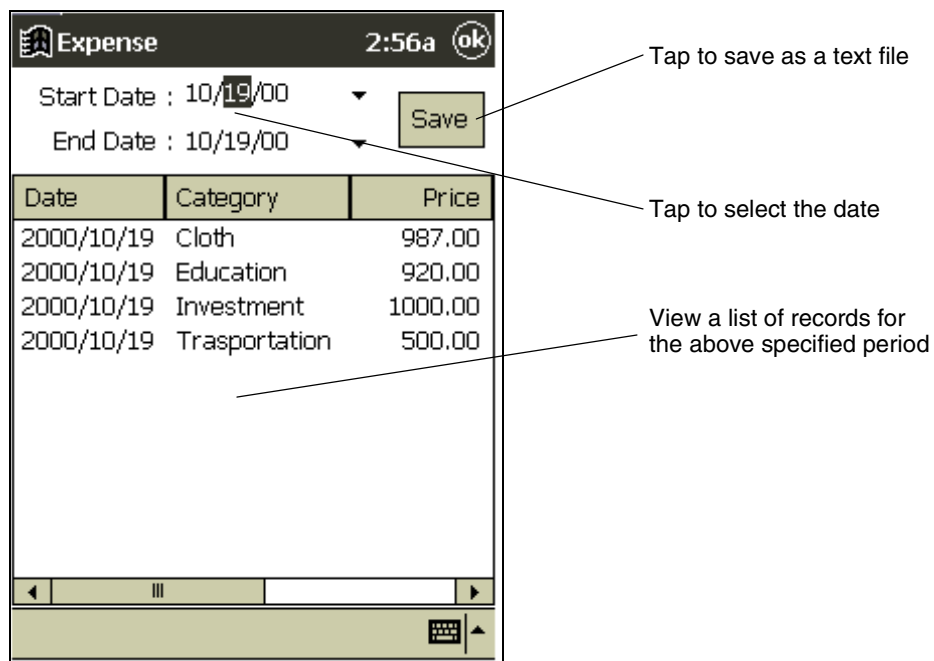 Expense 2:56a ok
Start Date : 10/19/00
Save
End Date : 10/19/00
Date Category Price
2000/10/19 Cloth 987.00
2000/10/19 Education 920.00
2000/10/19 Investment 1000.00
2000/10/19 Trasportation 500.00
Tap to save as a text file
Tap to select the date
View a list of records for
the above specified period